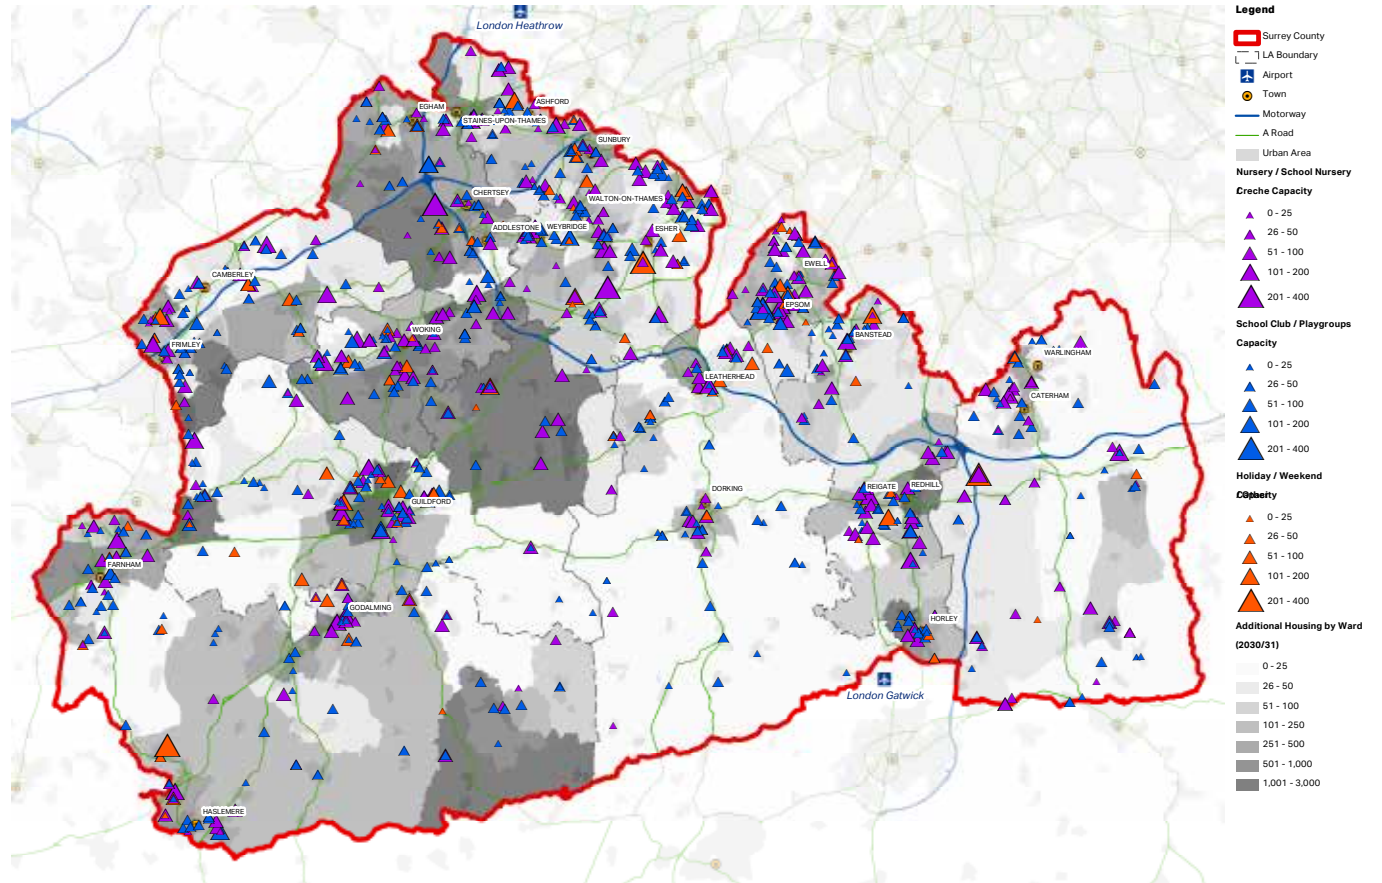 London Heathrow
EGHAM
ASHFORD
STAINES-UPON-THAMES
SUNBURY
CHERTSEY
WALTON-ON-THAMES
ADDLESTONE
WEYBRIDGE
ESHER
CAMBERLEY
EWELL
EPSOM
FRIMLEY
WOKING
BANSTEAD
WARLINGHAM
LEATHERHEAD
CATERHAM
GUILDFORD
DORKING
REIGATE
REDHILL
FARNHAM
GODALMING
HORLEY
London Gatwick
HASLEMERE
Legend
Surrey County
LA Boundary
Airport
Town
Motorway
A Road
Urban Area
Nursery / School Nursery
Creche Capacity
0 - 25
26 - 50
51 - 100
101 - 200
201 - 400
School Club / Playgroups
Capacity
0 - 25
26 - 50
51 - 100
101 - 200
201 - 400
Holiday / Weekend
Capacity
0 - 25
26 - 50
51 - 100
101 - 200
201 - 400
Additional Housing by Ward
(2030/31)
0 - 25
26 - 50
51 - 100
101 - 250
251 - 500
501 - 1,000
1,001 - 3,000